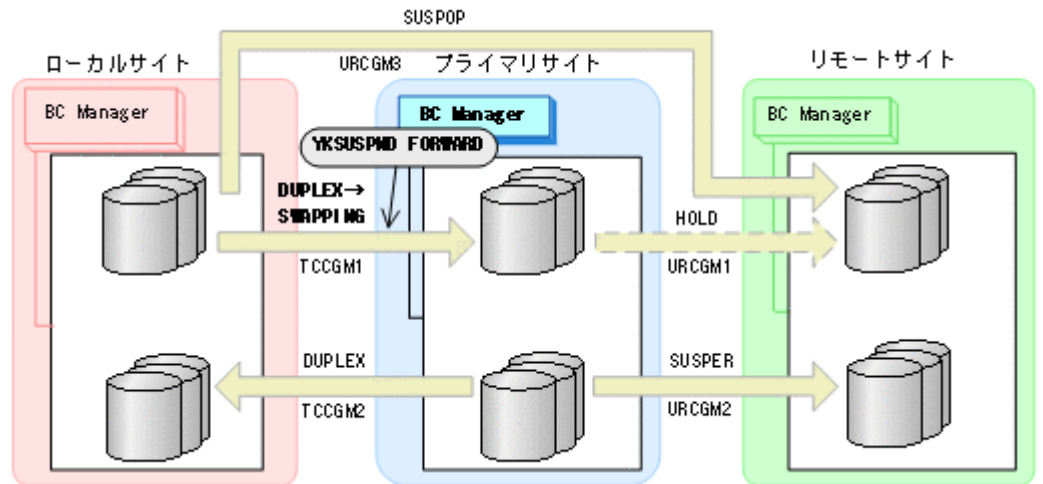 SUSPOP
ローカルサイト
URCGM3
プライマリサイト
リモートサイト
BC Manager
BC Manager
BC Manager
YKSUSPND FORWARD
DUPLEX→
SWAPPING
HOLD
TCCGM1
URCGM1
DUPLEX
SUSPER
TCCGM2
URCGM2